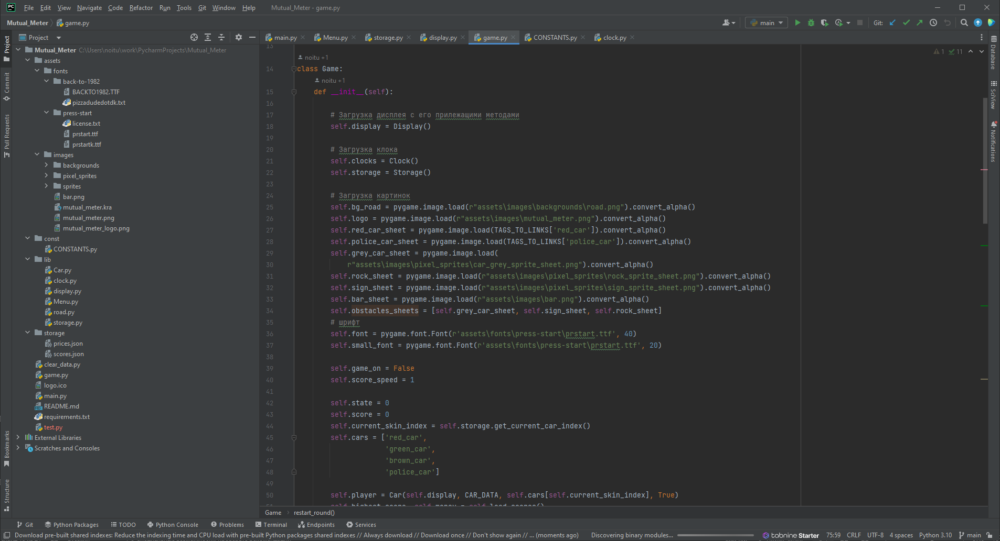 PC File Edit View Navigate Code Refactor Run Tools Git Window Help Mutual_Meter - game.py
Mutual_Meter game.py main Git:
Project
main.py Menu.py storage.py display.py game.py CONSTANTS.py clock.py
Project
Commit
Pull Requests
Bookmarks
Structure
Mutual_Meter C:\Users\noitu\work\PycharmProjects\Mutual_Meter
assets
fonts
back-to-1982
BACKTO1982.TTF
pizzadudedotdk.txt
press-start
license.txt
prstart.ttf
prstartk.ttf
images
backgrounds
pixel_sprites
sprites
bar.png
mutual_meter.kra
mutual_meter.png
mutual_meter_logo.png
const
CONSTANTS.py
lib
Car.py
clock.py
display.py
Menu.py
road.py
storage.py
storage
prices.json
scores.json
clear_data.py
game.py
logo.ico
main.py
README.md
requirements.txt
test.py
External Libraries
Scratches and Consoles
13
noitu +1
1 11
14 class Game:
noitu +1
15 def __init__(self):
16
17 # Загрузка дисплея с его прилежащими методами
18 self.display = Display()
19
20 # Загрузка клока
21 self.clocks = Clock()
22 self.storage = Storage()
23
24 # Загрузка картинок
25 self.bg_road = pygame.image.load(r"assets\images\backgrounds\road.png").convert_alpha()
26 self.logo = pygame.image.load(r"assets\images\mutual_meter.png").convert_alpha()
27 self.red_car_sheet = pygame.image.load(TAGS_TO_LINKS['red_car']).convert_alpha()
28 self.police_car_sheet = pygame.image.load(TAGS_TO_LINKS['police_car']).convert_alpha()
29 self.grey_car_sheet = pygame.image.load(
30 r"assets\images\pixel_sprites\car_grey_sprite_sheet.png").convert_alpha()
31 self.rock_sheet = pygame.image.load(r"assets\images\pixel_sprites\rock_sprite_sheet.png").convert_alpha()
32 self.sign_sheet = pygame.image.load(r"assets\images\pixel_sprites\sign_sprite_sheet.png").convert_alpha()
33 self.bar_sheet = pygame.image.load(r"assets\images\bar.png").convert_alpha()
34 self.obstacles_sheets = [self.grey_car_sheet, self.sign_sheet, self.rock_sheet]
35 # шрифт
36 self.font = pygame.font.Font(r'assets\fonts\press-start\prstart.ttf', 40)
37 self.small_font = pygame.font.Font(r'assets\fonts\press-start\prstart.ttf', 20)
38
39 self.game_on = False
40 self.score_speed = 1
41
42 self.state = 0
43 self.score = 0
44 self.current_skin_index = self.storage.get_current_car_index()
45 self.cars = ['red_car',
46 'green_car',
47 'brown_car',
48 'police_car']
49
50 self.player = Car(self.display, CAR_DATA, self.cars[self.current_skin_index], True)
Database
SciView
Notifications
Game restart_round()
Git Python Packages TODO Python Console Problems Terminal Endpoints Services
Download pre-built shared indexes: Reduce the indexing time and CPU load with pre-built Python packages shared indexes // Always download // Download once // Don't show again // ... (moments ago) Discovering binary modules... tabnine Starter 75:59 CRLF UTF-8 4 spaces Python 3.10 main